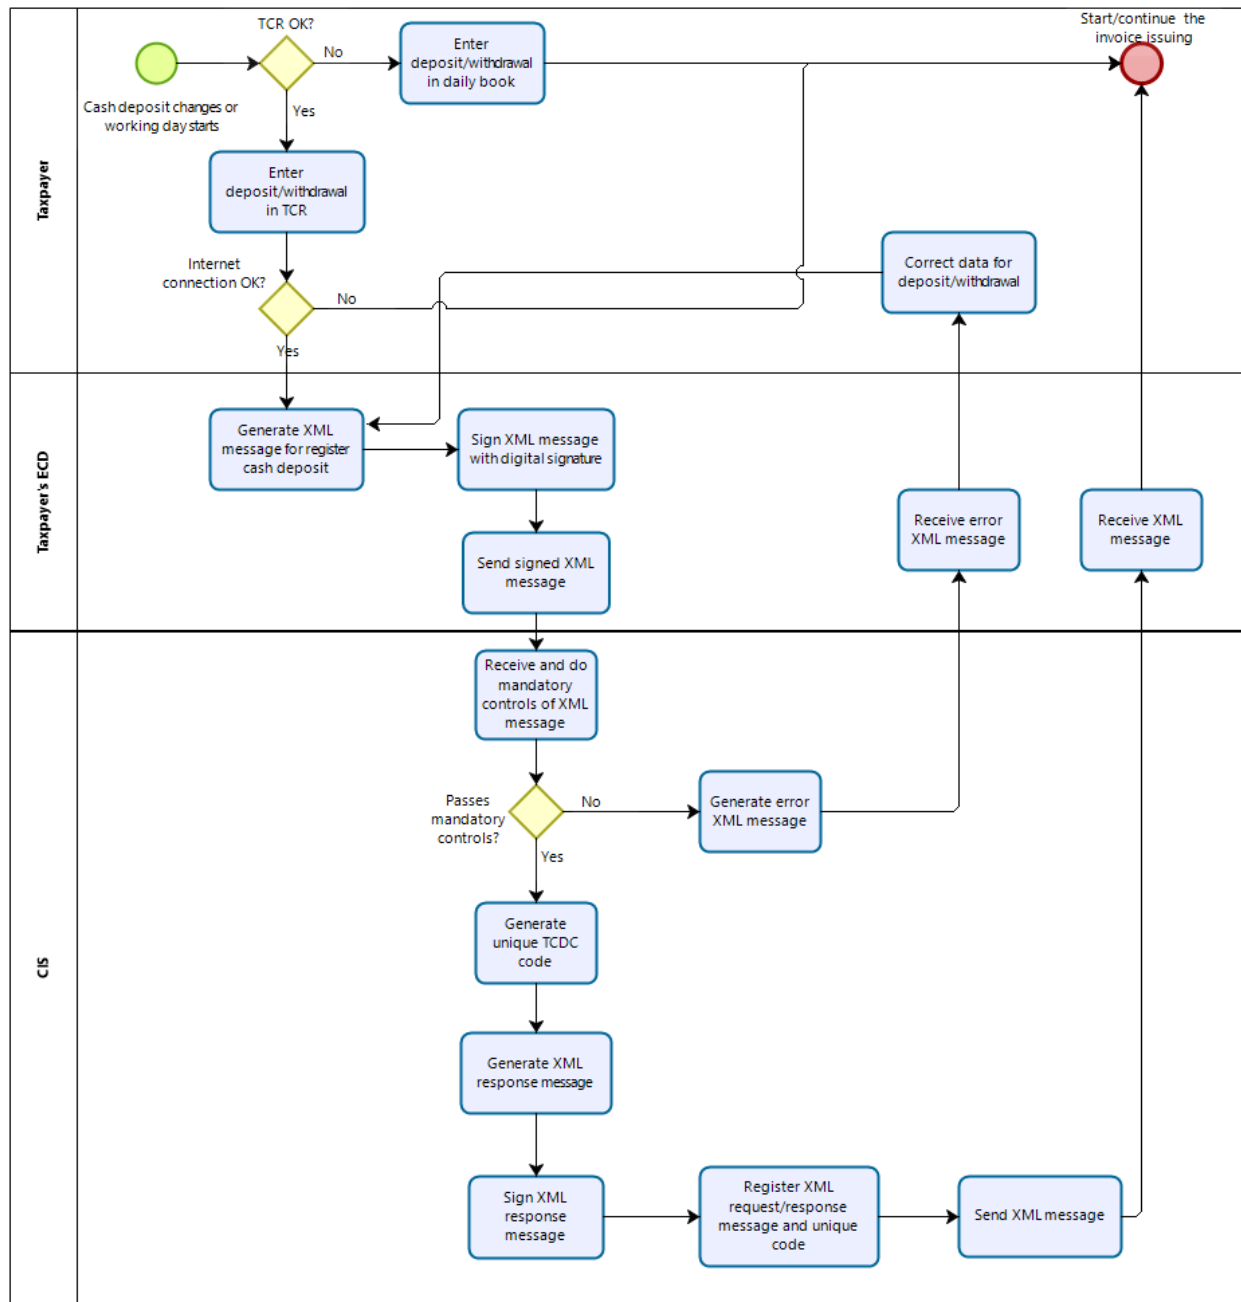 TCR OK?
No
Enter
deposit/withdrawal
in daily book
Start/continue the
invoice issuing
Cash deposit changes or
working day starts
Yes
Taxpayer
Enter
deposit/withdrawal
in TCR
Internet
connection OK?
No
Yes
Correct data for
deposit/withdrawal
Taxpayer's ECD
Generate XML
message for register
cash deposit
Sign XML message
with digital signature
Send signed XML
message
Receive error
XML message
Receive XML
message
CIS
Receive and do
mandatory
controls of XML
message
Passes
mandatory
controls?
No
Generate error
XML message
Yes
Generate
unique TCDC
code
Generate XML
response message
Sign XML
response
message
Register XML
request/response
message and unique
code
Send XML message